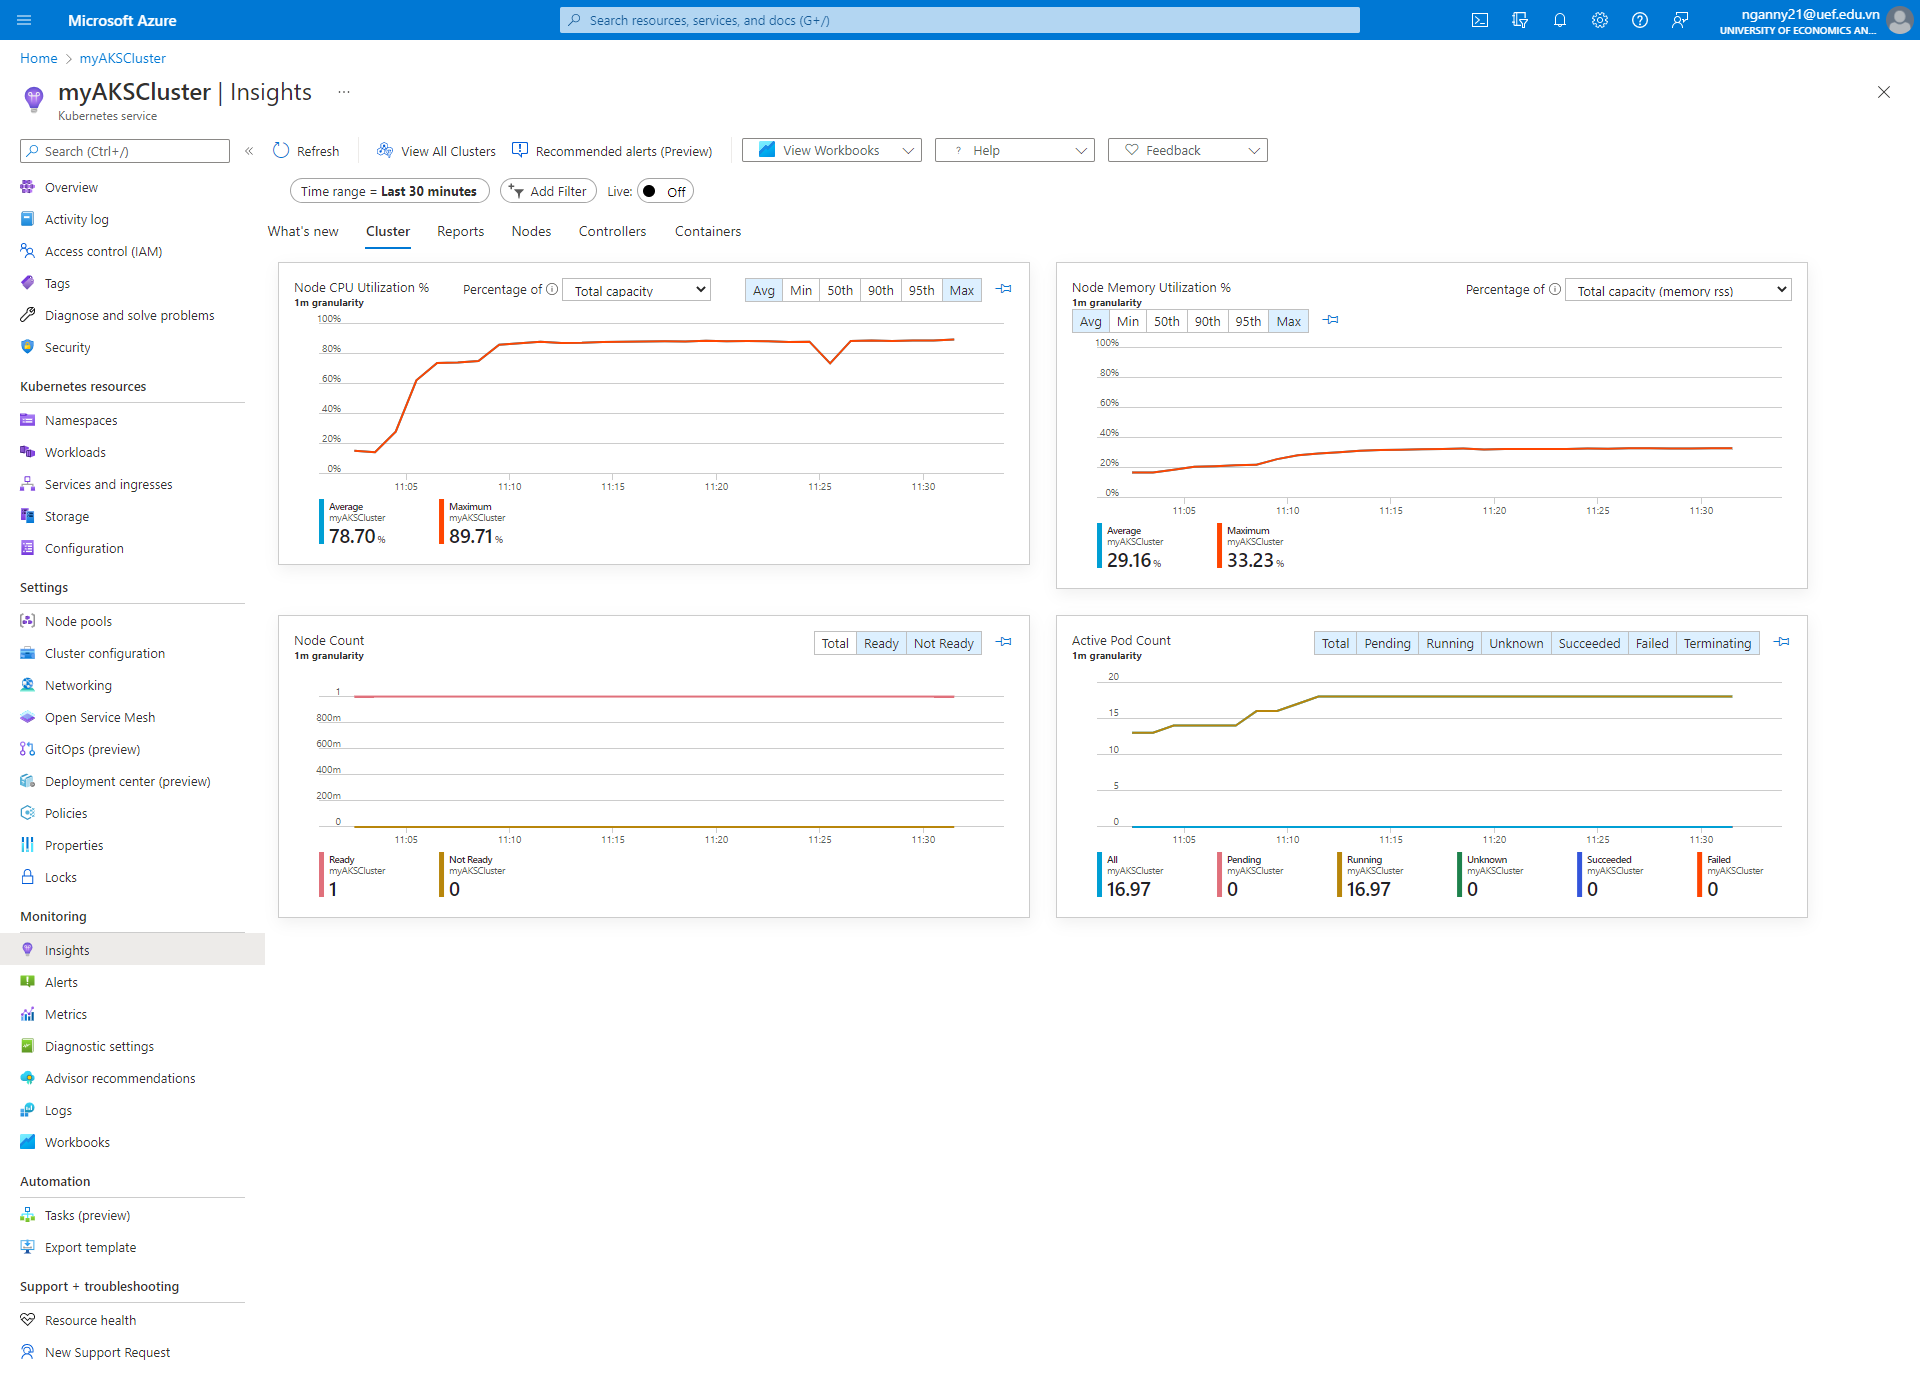 Microsoft Azure
Search resources, services, and docs (G+/)
nganny21@uef.edu.vn
UNIVERSITY OF ECONOMICS AN...
Home > myAKSCluster
myAKSCluster | Insights ...
Kubernetes service
Search (Ctrl+/)
«
Refresh
View All Clusters
Recommended alerts (Preview)
View Workbooks
? Help
Feedback
Time range = Last 30 minutes
Add Filter
Live: Off
What's new
Cluster
Reports
Nodes
Controllers
Containers
Overview
Activity log
Access control (IAM)
Tags
Diagnose and solve problems
Security
Kubernetes resources
Namespaces
Workloads
Services and ingresses
Storage
Configuration
Settings
Node pools
Cluster configuration
Networking
Open Service Mesh
GitOps (preview)
Deployment center (preview)
Policies
Properties
Locks
Monitoring
Insights
Alerts
Metrics
Diagnostic settings
Advisor recommendations
Logs
Workbooks
Automation
Tasks (preview)
Export template
Support + troubleshooting
Resource health
New Support Request
Node CPU Utilization %
1m granularity
Percentage of
Total capacity
Avg Min 50th 90th 95th Max
100%
80%
60%
40%
20%
0%
11:05 11:10 11:15 11:20 11:25 11:30
Average
myAKSCluster
78.70 %
Maximum
myAKSCluster
89.71 %
Node Memory Utilization %
1m granularity
Percentage of
Total capacity (memory rss)
Avg Min 50th 90th 95th Max
100%
80%
60%
40%
20%
0%
11:05 11:10 11:15 11:20 11:25 11:30
Average
myAKSCluster
29.16 %
Maximum
myAKSCluster
33.23 %
Node Count
1m granularity
Total Ready Not Ready
1
800m
600m
400m
200m
0
11:05 11:10 11:15 11:20 11:25 11:30
Ready
myAKSCluster
1
Not Ready
myAKSCluster
0
Active Pod Count
1m granularity
Total Pending Running Unknown Succeeded Failed Terminating
20
15
10
5
0
11:05 11:10 11:15 11:20 11:25 11:30
All
myAKSCluster
16.97
Pending
myAKSCluster
0
Running
myAKSCluster
16.97
Unknown
myAKSCluster
0
Succeeded
myAKSCluster
0
Failed
myAKSCluster
0